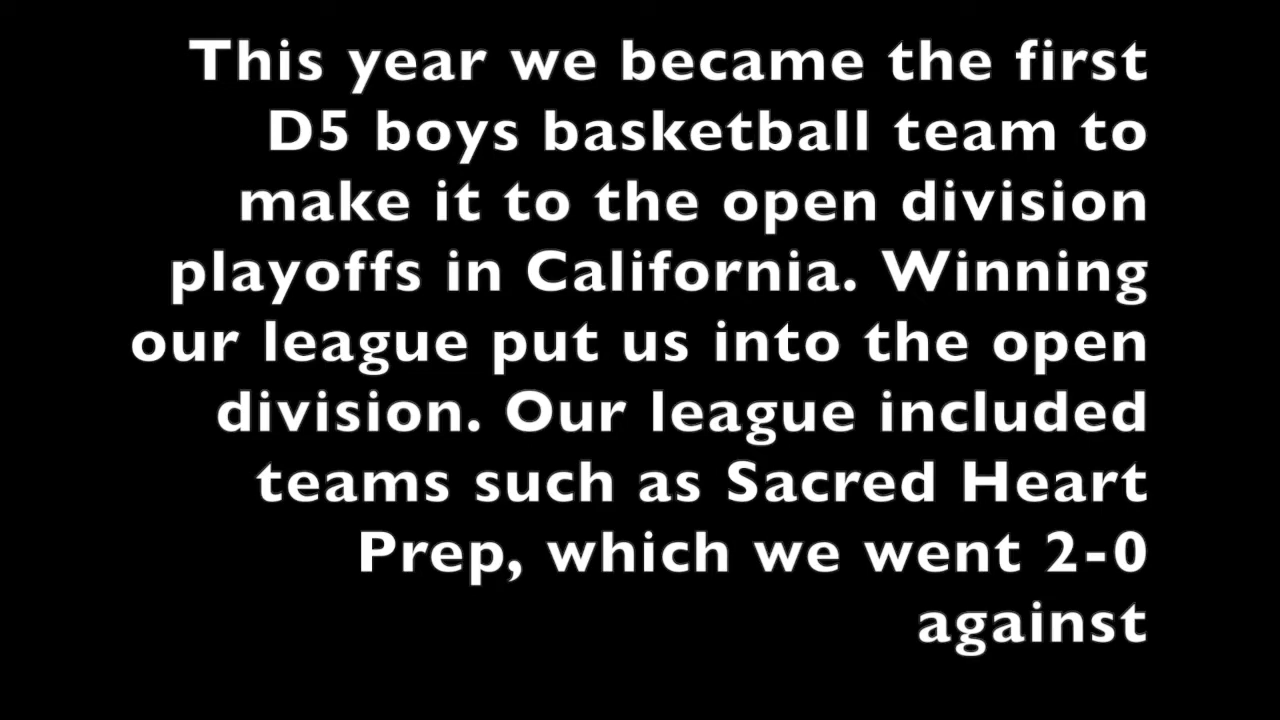 This year we became the first
D5 boys basketball team to
make it to the open division
playoffs in California. Winning
our league put us into the open
division. Our league included
teams such as Sacred Heart
Prep, which we went 2-0
against